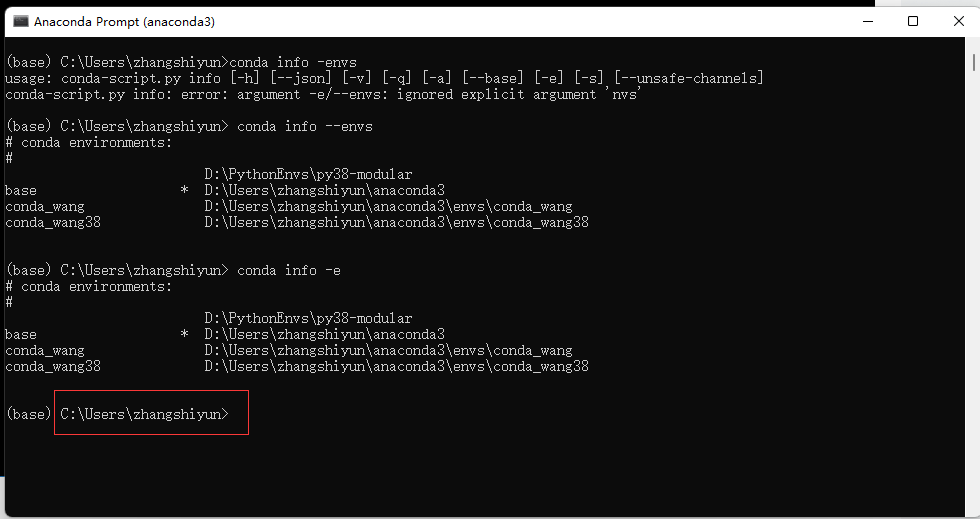 Anaconda Prompt (anaconda3)
(base) C:\Users\zhangshiyun>conda info -envs
usage: conda-script.py info [-h] [--json] [-v] [-q] [-a] [--base] [-e] [-s] [--unsafe-channels]
conda-script.py info: error: argument -e/--envs: ignored explicit argument 'nvs'
(base) C:\Users\zhangshiyun> conda info --envs
# conda environments:
#
D:\PythonEnvs\py38-modular
base * D:\Users\zhangshiyun\anaconda3
conda_wang D:\Users\zhangshiyun\anaconda3\envs\conda_wang
conda_wang38 D:\Users\zhangshiyun\anaconda3\envs\conda_wang38
(base) C:\Users\zhangshiyun> conda info -e
# conda environments:
#
D:\PythonEnvs\py38-modular
base * D:\Users\zhangshiyun\anaconda3
conda_wang D:\Users\zhangshiyun\anaconda3\envs\conda_wang
conda_wang38 D:\Users\zhangshiyun\anaconda3\envs\conda_wang38
(base) C:\Users\zhangshiyun>